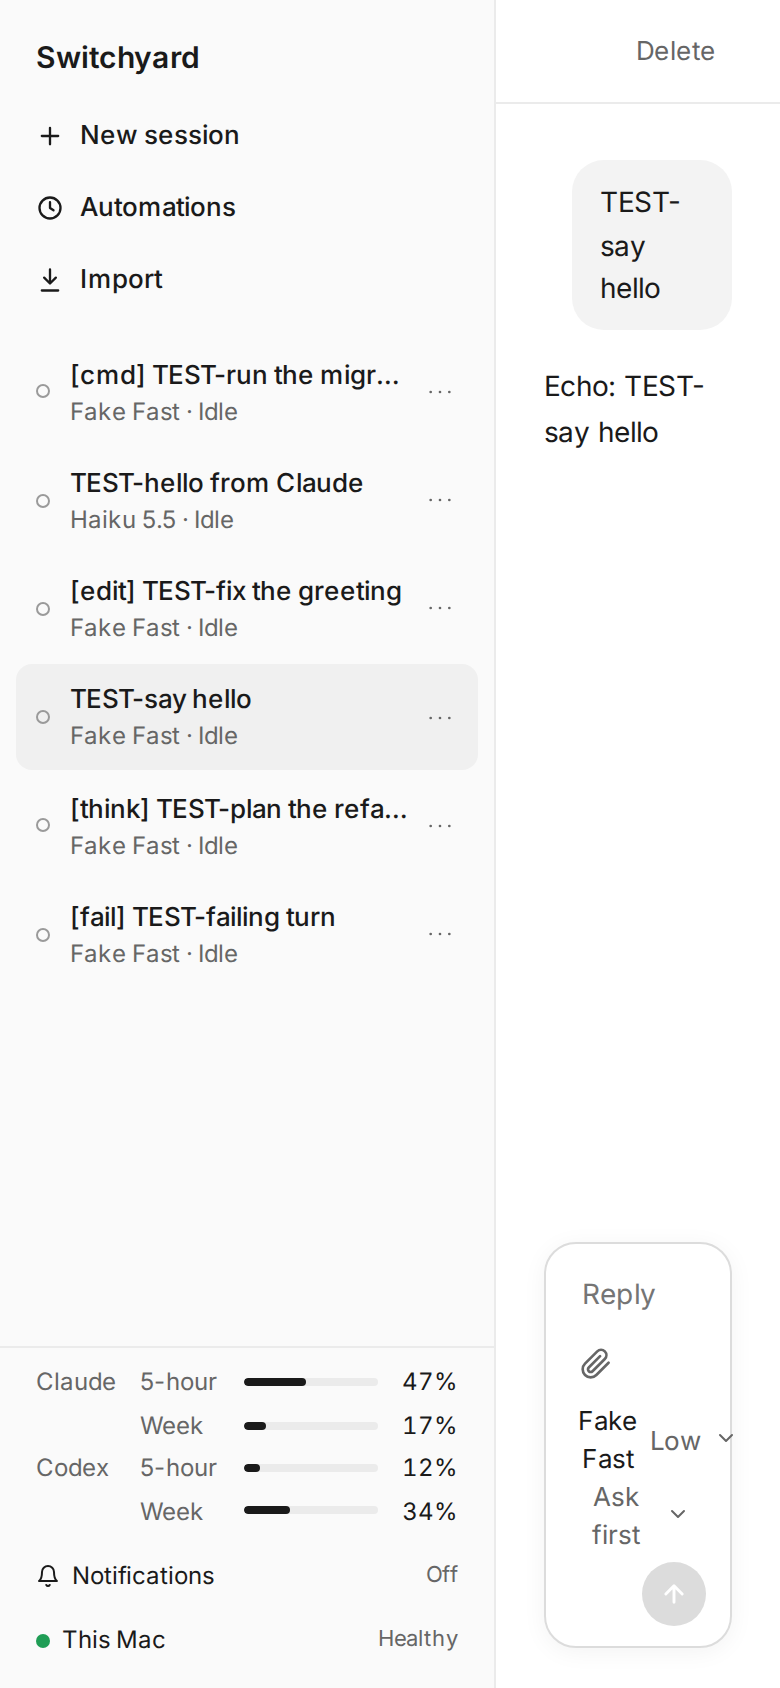 Switchyard
New session
Automations
Import
[cmd] TEST-run the migr...
Fake Fast · Idle
...
TEST-hello from Claude
Haiku 5.5 · Idle
...
[edit] TEST-fix the greeting
Fake Fast · Idle
...
TEST-say hello
Fake Fast · Idle
...
[think] TEST-plan the refa...
Fake Fast · Idle
...
[fail] TEST-failing turn
Fake Fast · Idle
...
Claude 5-hour 47%
Week 17%
Codex 5-hour 12%
Week 34%
Notifications Off
This Mac Healthy
Delete
TEST-
say
hello
Echo: TEST-
say hello
Reply
Fake
Fast
Low
Ask
first